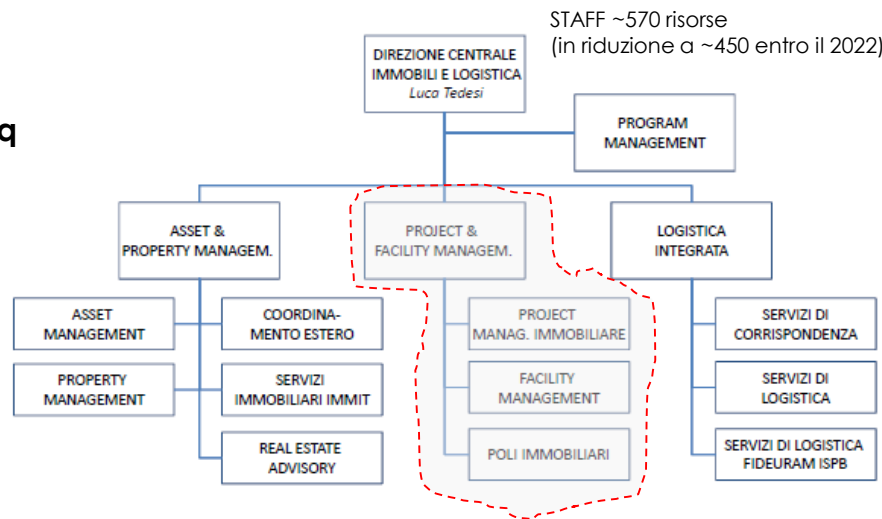 STAFF ~570 risorse
(in riduzione a ~450 entro il 2022)
DIREZIONE CENTRALE
IMMOBILI E LOGISTICA
Luca Tedesi
q
PROGRAM
MANAGEMENT
ASSET &
PROPERTY MANAGEM.
PROJECT &
FACILITY MANAGEM.
LOGISTICA
INTEGRATA
ASSET
MANAGEMENT
COORDINA-
MENTO ESTERO
PROJECT
MANAG. IMMOBILIARE
SERVIZI DI
CORRISPONDENZA
PROPERTY
MANAGEMENT
SERVIZI
IMMOBILIARI IMMIT
FACILITY
MANAGEMENT
SERVIZI DI
LOGISTICA
REAL ESTATE
ADVISORY
POLI IMMOBILIARI
SERVIZI DI LOGISTICA
FIDEURAM ISPB